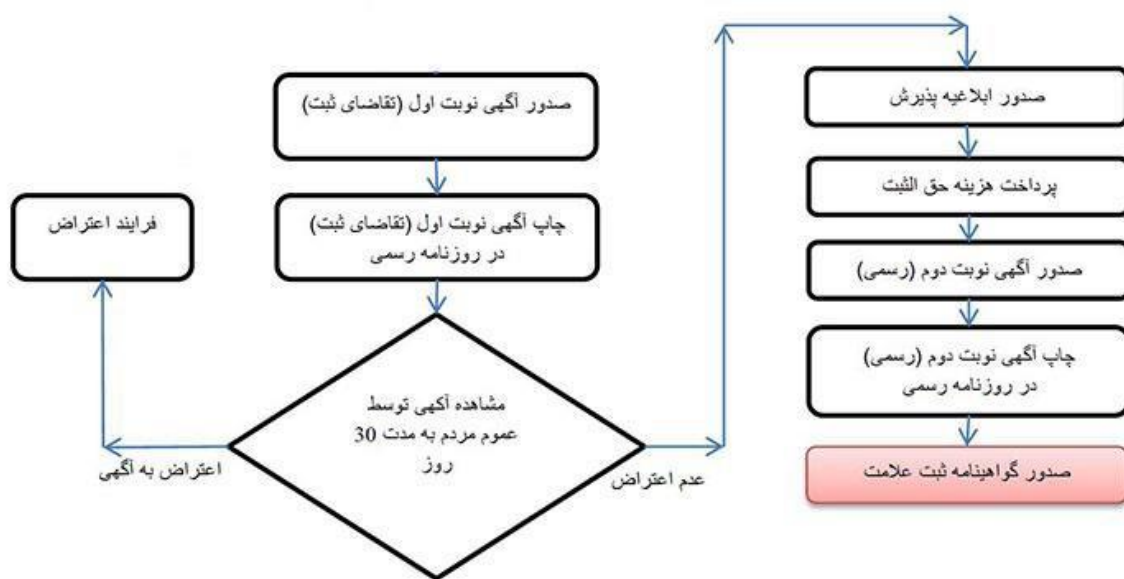 صدور آگهی نوبت اول (تقاضای ثبت)
چاپ آگهی نوبت اول (تقاضای ثبت)
در روزنامه رسمی
مشاهده آگهی توسط
عموم مردم به مدت 30
روز
اعتراض به آگهی
فرایند اعتراض
عدم اعتراض
صدور ابلاغیه پذیرش
پرداخت هزینه حق الثبت
صدور آگهی نوبت دوم (رسمی)
چاپ آگهی نوبت دوم (رسمی)
در روزنامه رسمی
صدور گواهینامه ثبت علامت